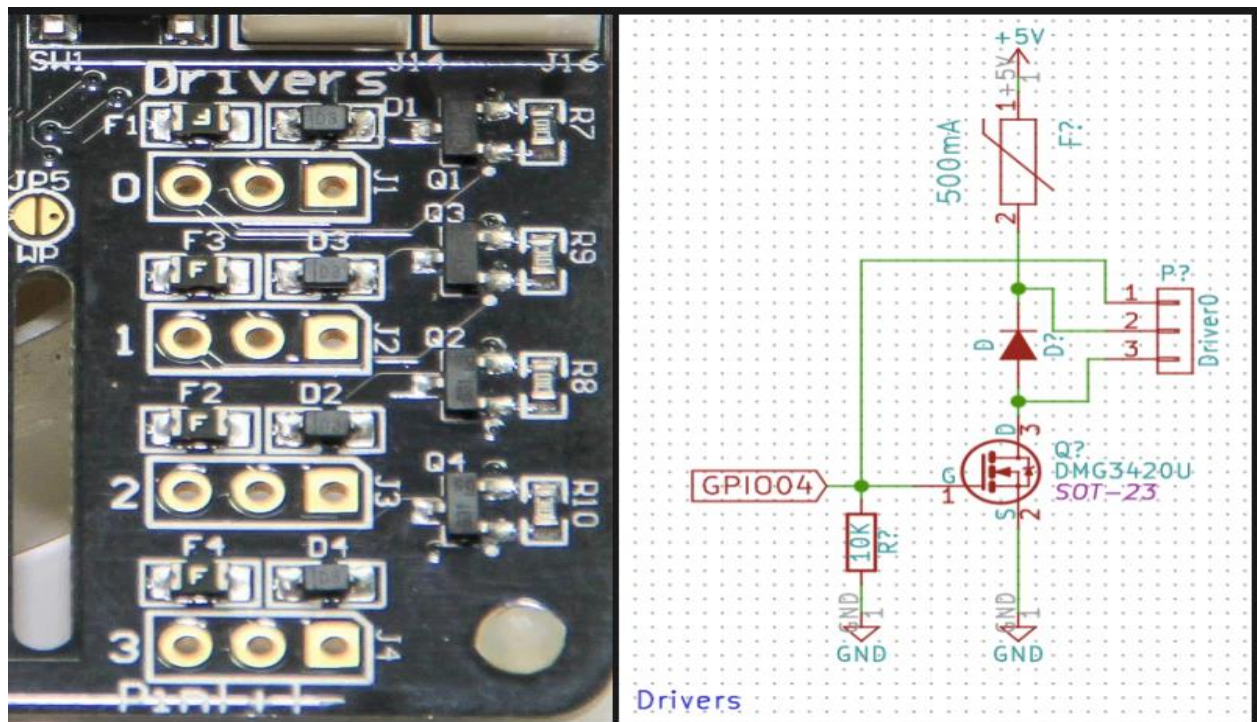 SW1
J14
J16
Drivers
F1
D1
R7
0
J1
Q1
JP5
WP
Q3
F3
D3
R9
F
D3
1
J2
Q2
F2
D2
R8
F
2
J3
Q4
R10
F4
D4
F
3
J4
+5V
+5V
1
1
500mA
F?
2
P?
1
2
3
Driver0
D
D?
D
3
Q?
DMG3420U
SOT-23
GPIO04
G
1
S
2
10K
R?
GND
1
GND
GND
1
GND
Drivers